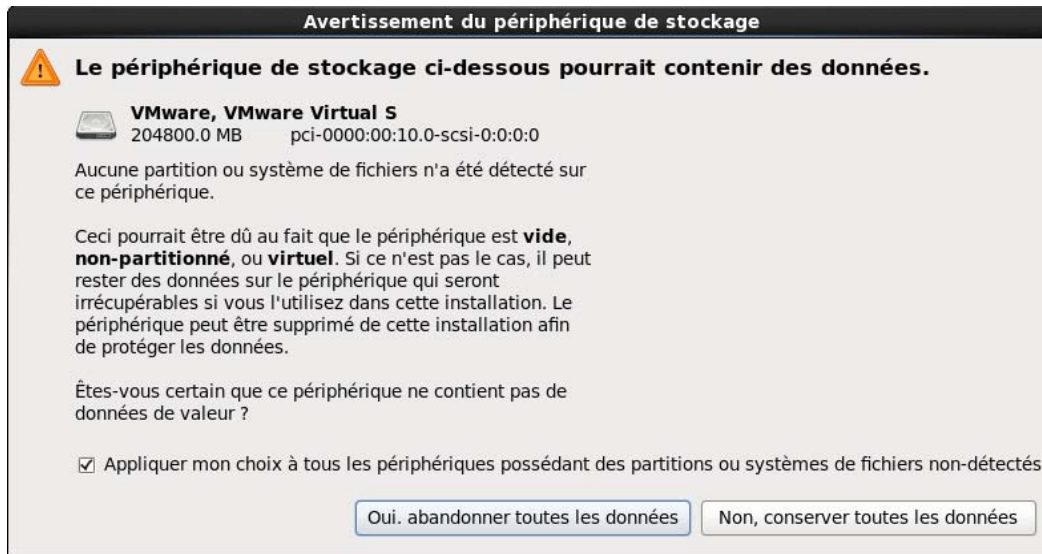 Avertissement du périphérique de stockage
Le périphérique de stockage ci-dessous pourrait contenir des données.
VMware, VMware Virtual S
204800.0 MB pci-0000:00:10.0-scsi-0:0:0:0
Aucune partition ou système de fichiers n'a été détecté sur
ce périphérique.
Ceci pourrait être dû au fait que le périphérique est vide,
non-partitionné, ou virtuel. Si ce n'est pas le cas, il peut
rester des données sur le périphérique qui seront
irrécupérables si vous l'utilisez dans cette installation. Le
périphérique peut être supprimé de cette installation afin
de protéger les données.
Êtes-vous certain que ce périphérique ne contient pas de
données de valeur ?
Appliquer mon choix à tous les périphériques possédant des partitions ou systèmes de fichiers non-détectés
Oui. abandonner toutes les données Non, conserver toutes les données